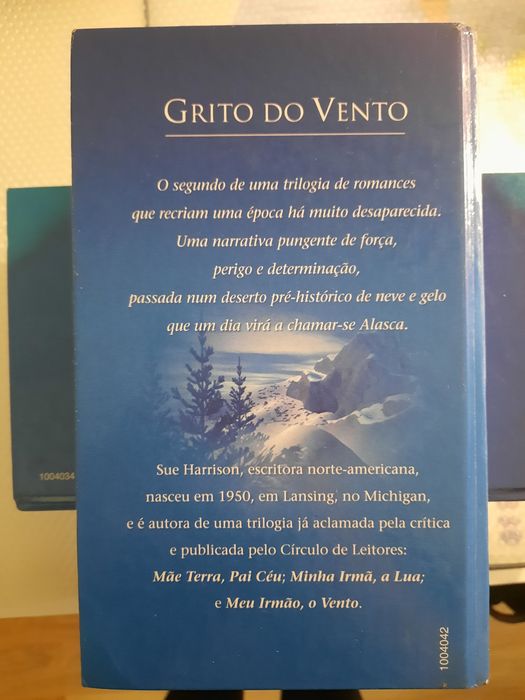 GRITO DO VENTO
O segundo de uma trilogia de romances
que recriam uma época há muito desaparecida.
Uma narrativa pungente de força,
perigo e determinação,
passada num deserto pré-histórico de neve e gelo
que um dia virá a chamar-se Alasca.
Sue Harrison, escritora norte-americana,
nasceu em 1950, em Lansing, no Michigan,
e é autora de uma trilogia já aclamada pela crítica
e publicada pelo Círculo de Leitores:
Mãe Terra, Pai Céu; Minha Irmã, a Lua;
e Meu Irmão, o Vento.
1004042
1004034